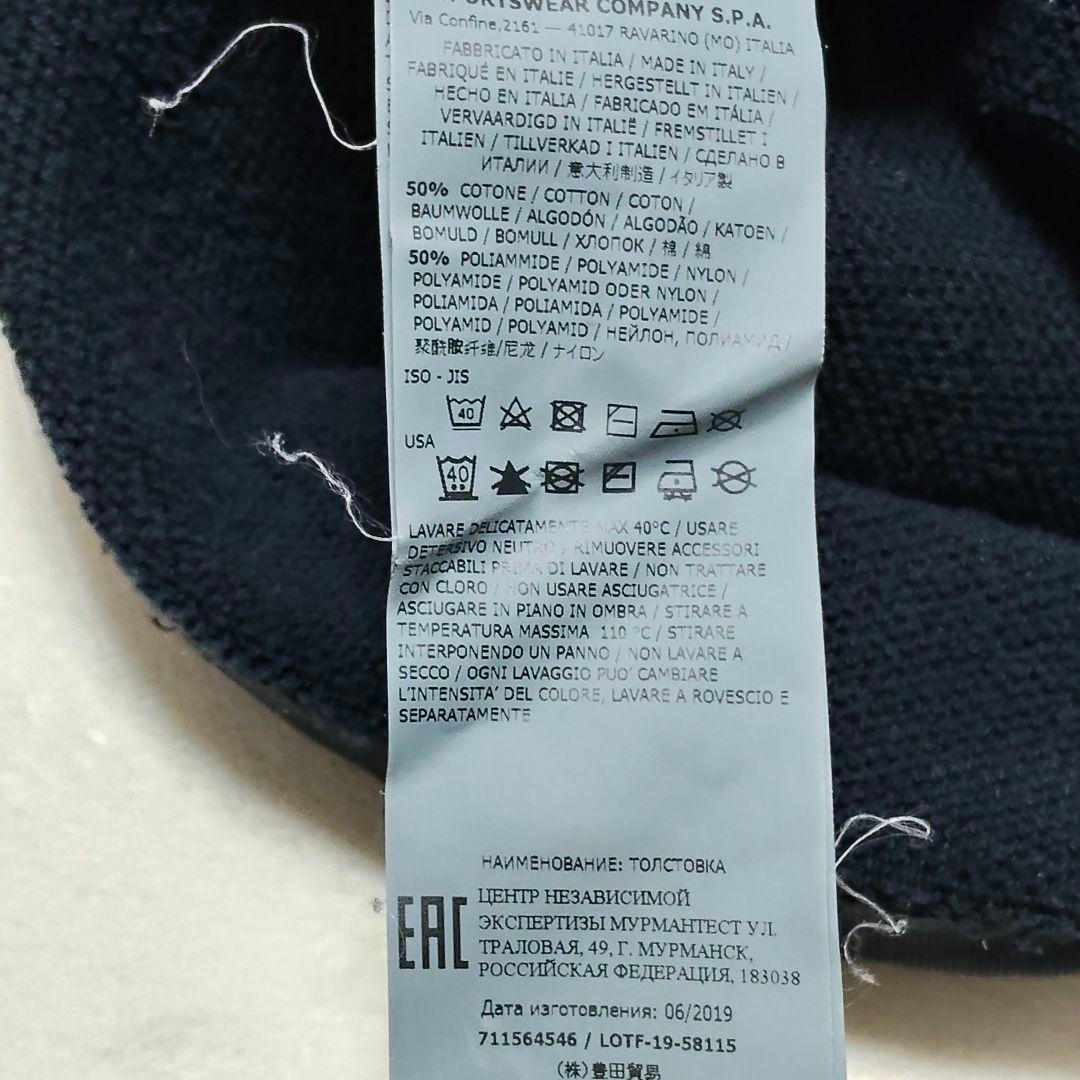 SPORTSWEAR COMPANY S.P.A.
Via Confine,2161 — 41017 RAVARINO (MO) ITALIA
FABBRICATO IN ITALIA / MADE IN ITALY /
FABRIQUÉ EN ITALIE / HERGESTELLT IN ITALIEN /
HECHO EN ITALIA / FABRICADO EM ITÁLIA /
VERVAARDIGD IN ITALIË / FREMSTILLET I
ITALIEN / TILLVERKAD I ITALIEN / СДЕЛАНО В
ИТАЛИИ / 意大利制造 / イタリア製
50% COTONE / COTTON / COTON /
BAUMWOLLE / ALGODÓN / ALGODÃO / KATOEN /
BOMULD / BOMULL / ХЛОПОК / 棉 / 綿
50% POLIAMMIDE / POLYAMIDE / NYLON /
POLYAMIDE / POLYAMID ODER NYLON /
POLIAMIDA / POLIAMIDA / POLYAMIDE /
POLYAMID / POLYAMID / НЕЙЛОН, ПОЛИАМИД /
聚酰胺纤维/尼龙 / ナイロン
ISO - JIS
40
USA
40
LAVARE DELICATAMENTE MAX 40°C / USARE
DETERSIVO NEUTRO / RIMUOVERE ACCESSORI
STACCABILI PRIMA DI LAVARE / NON TRATTARE
CON CLORO / NON USARE ASCIUGATRICE /
ASCIUGARE IN PIANO IN OMBRA / STIRARE A
TEMPERATURA MASSIMA 110 °C / STIRARE
INTERPONENDO UN PANNO / NON LAVARE A
SECCO / OGNI LAVAGGIO PUO' CAMBIARE
L'INTENSITA' DEL COLORE, LAVARE A ROVESCIO E
SEPARATAMENTE
НАИМЕНОВАНИЕ: ТОЛСТОВКА
EAC
ЦЕНТР НЕЗАВИСИМОЙ
ЭКСПЕРТИЗЫ МУРМАНТЕСТ УЛ.
ТРАЛОВАЯ, 49, Г. МУРМАНСК,
РОССИЙСКАЯ ФЕДЕРАЦИЯ, 183038
Дата изготовления: 06/2019
711564546 / LOTF-19-58115
(株)豊田貿易